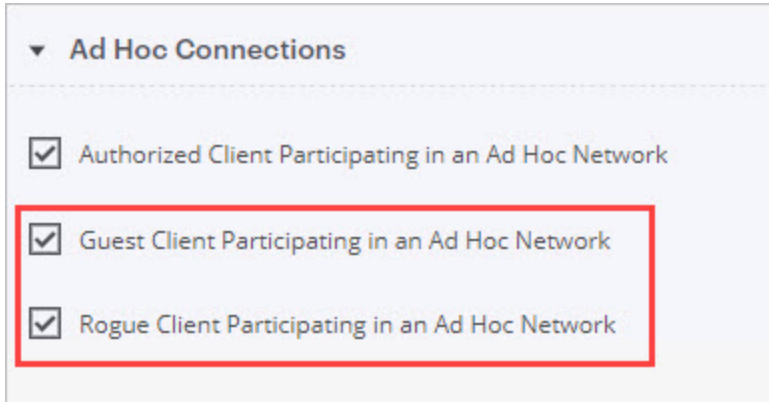 Ad Hoc Connections
Authorized Client Participating in an Ad Hoc Network
Guest Client Participating in an Ad Hoc Network
Rogue Client Participating in an Ad Hoc Network